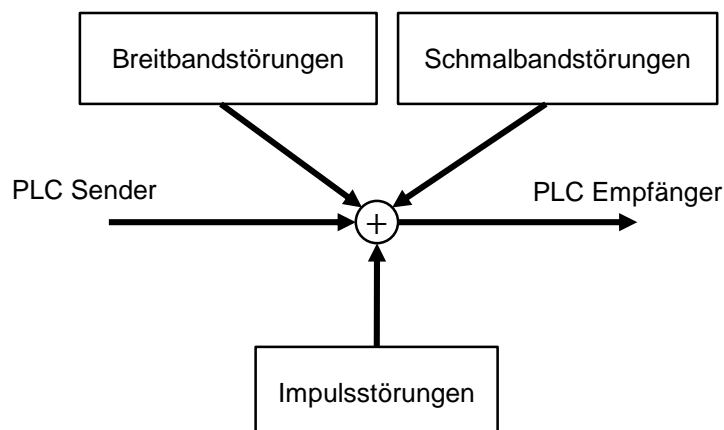 Breitbandstörungen
Schmalbandstörungen
PLC Sender
PLC Empfänger
+
Impulsstörungen